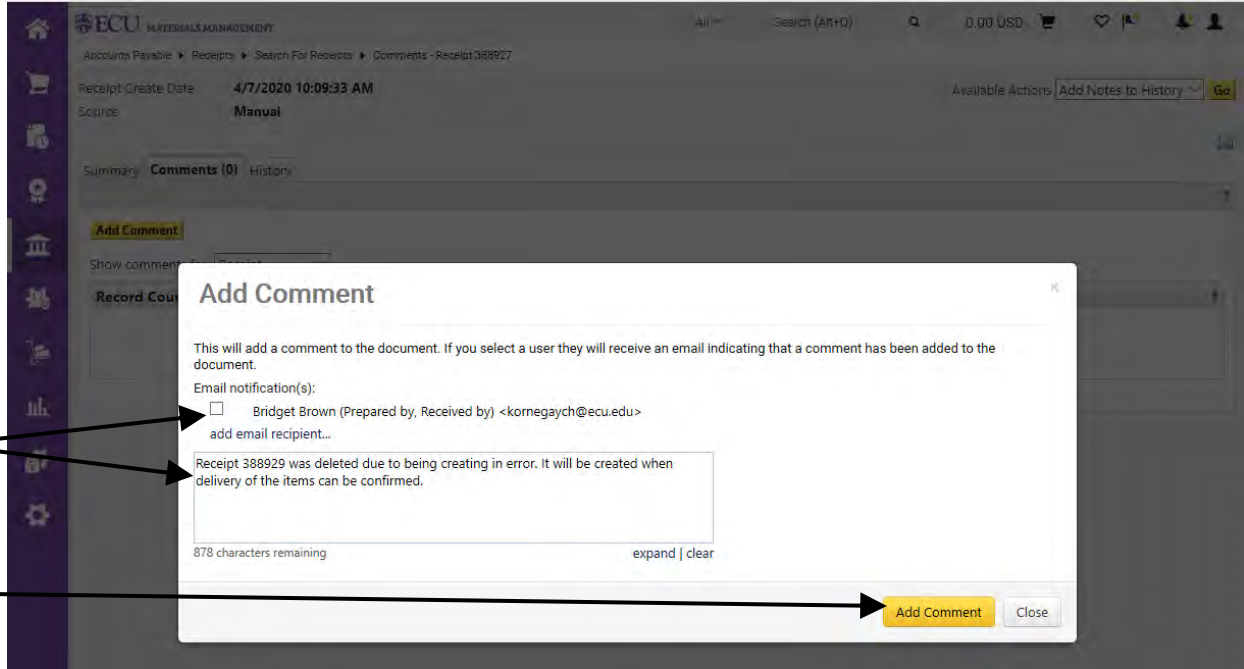 ECU MATERIALS MANAGEMENT
All Search (Alt+Q) 0.00 USD
Accounts Payable Receipts Search For Receipts Comments - Receipt 388927
Receipt Create Date 4/7/2020 10:09:33 AM Available Actions Add Notes to History Go
Source Manual
Summary Comments (0) History
Add Comment
Show comments for Receipt
Record Cou
Add Comment
This will add a comment to the document. If you select a user they will receive an email indicating that a comment has been added to the
document.
Email notification(s):
Bridget Brown (Prepared by, Received by) <kornegaych@ecu.edu>
add email recipient...
Receipt 388929 was deleted due to being creating in error. It will be created when
delivery of the items can be confirmed.
878 characters remaining expand | clear
Add Comment Close